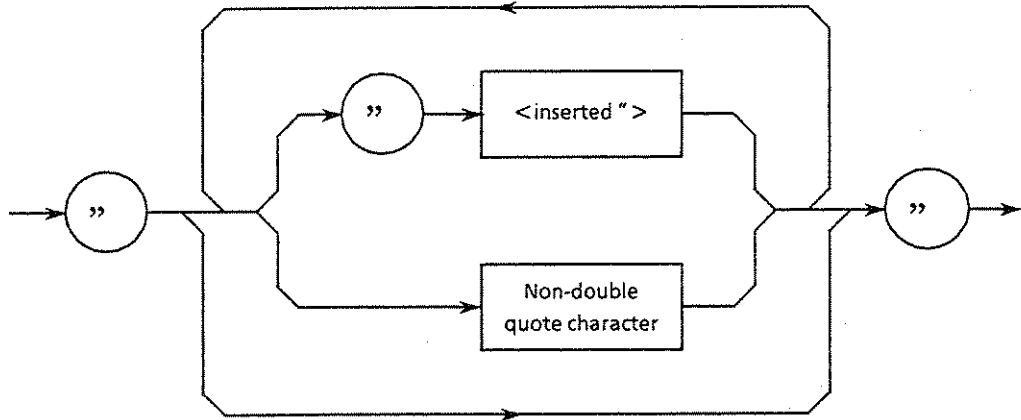 ”
<inserted “ >
”
”
Non-double
quote character